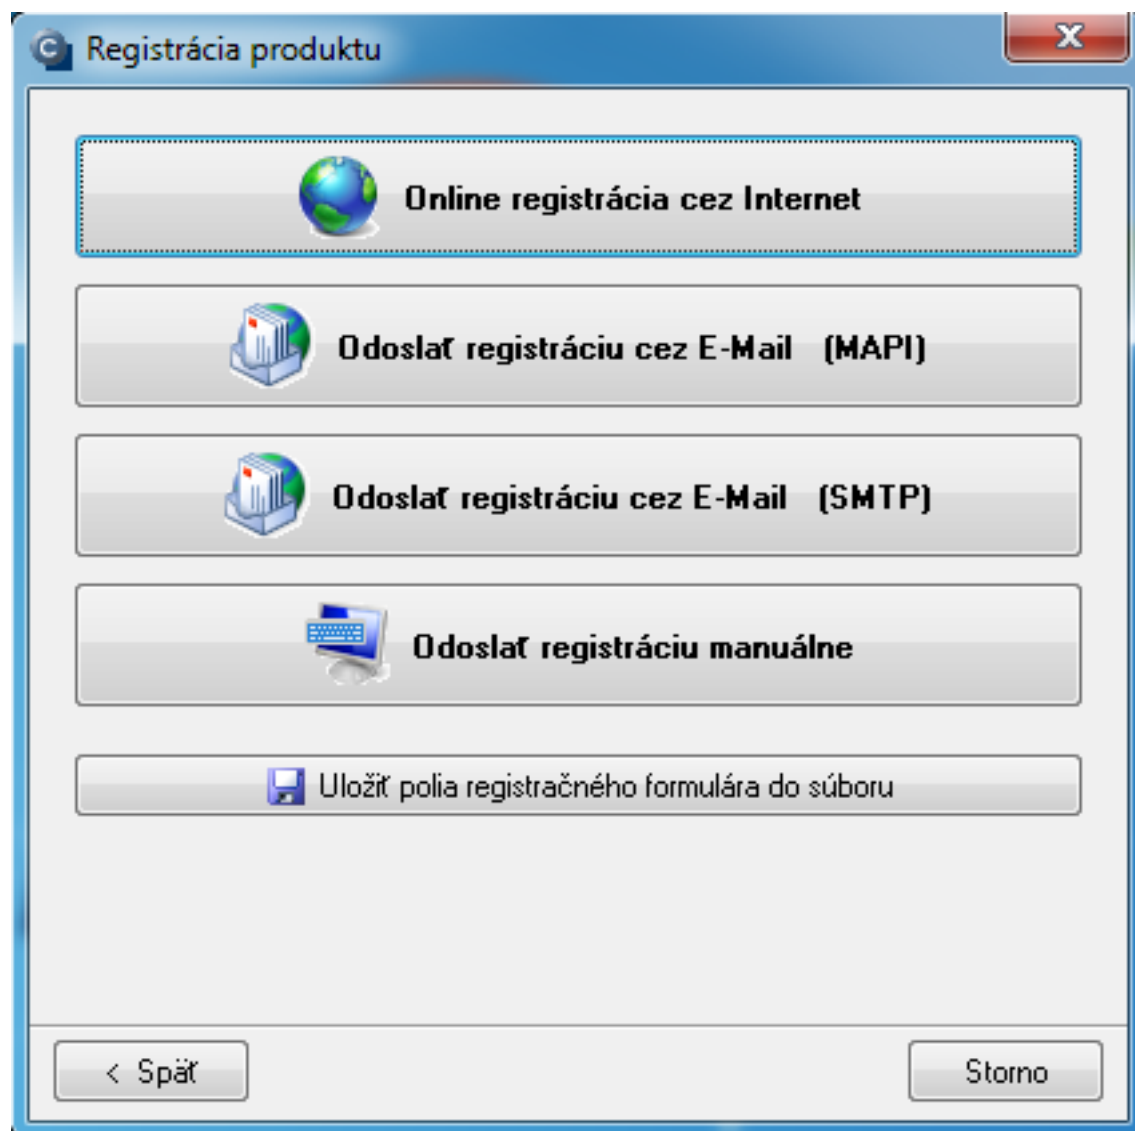 Registrácia produktu
Online registrácia cez Internet
Odoslať registráciu cez E-Mail (MAPI)
Odoslať registráciu cez E-Mail (SMTP)
Odoslať registráciu manuálne
Uložiť polia registračného formulára do súboru
< Späť
Storno